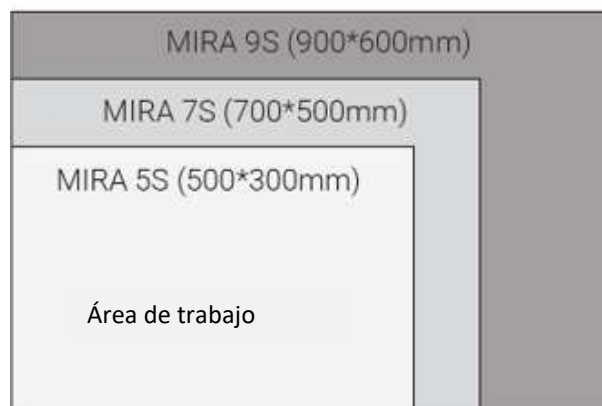 MIRA 9S (900*600mm)
MIRA 7S (700*500mm)
MIRA 5S (500*300mm)
Área de trabajo